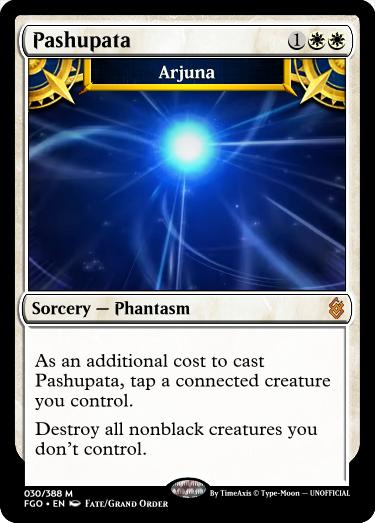 Pashupata 1
Arjuna
Sorcery — Phantasm
As an additional cost to cast
Pashupata, tap a connected creature
you control.
Destroy all nonblack creatures you
don't control.
030/388 M
FGO • EN Fate/Grand Order
By TimeAxis © Type-Moon — UNOFFICIAL